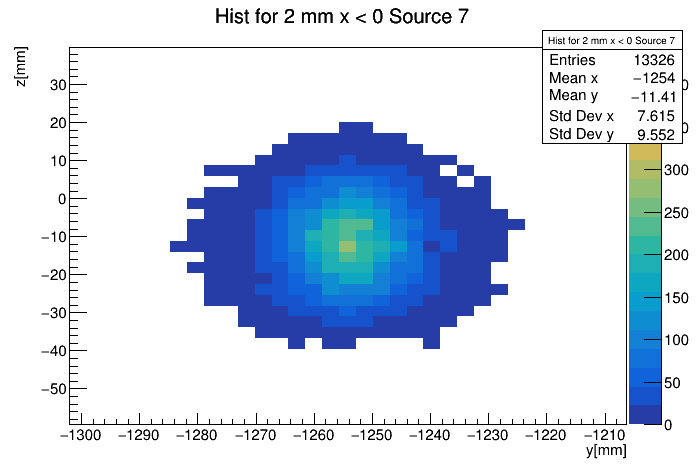 Hist for 2 mm x < 0 Source 7
z[mm]
Hist for 2 mm x < 0 Source 7
Entries 13326
Mean x −1254
Mean y −11.41
Std Dev x 7.615
Std Dev y 9.552
30
20
10
0
−10
−20
−30
−40
−50
300
250
200
150
100
50
0
−1300 −1290 −1280 −1270 −1260 −1250 −1240 −1230 −1220 −1210
y[mm]